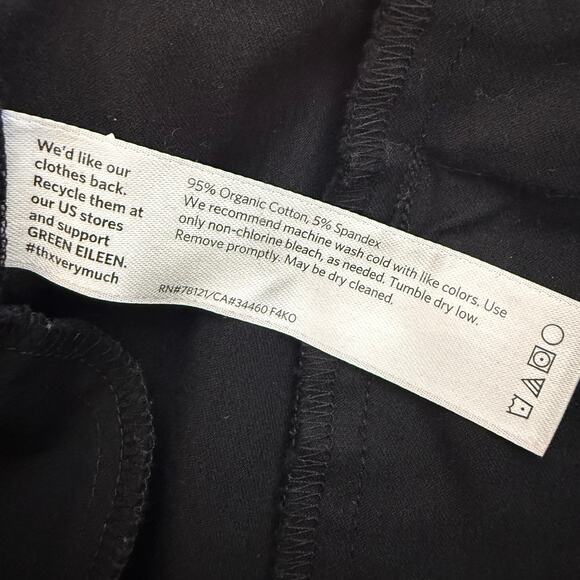 We'd like our
clothes back.
Recycle them at
our US stores
and support
GREEN EILEEN.
#thxverymuch
95% Organic Cotton, 5% Spandex
We recommend machine wash cold with like colors. Use
only non-chlorine bleach, as needed. Tumble dry low.
Remove promptly. May be dry cleaned.
RN#78121/CA#34460 F4KO